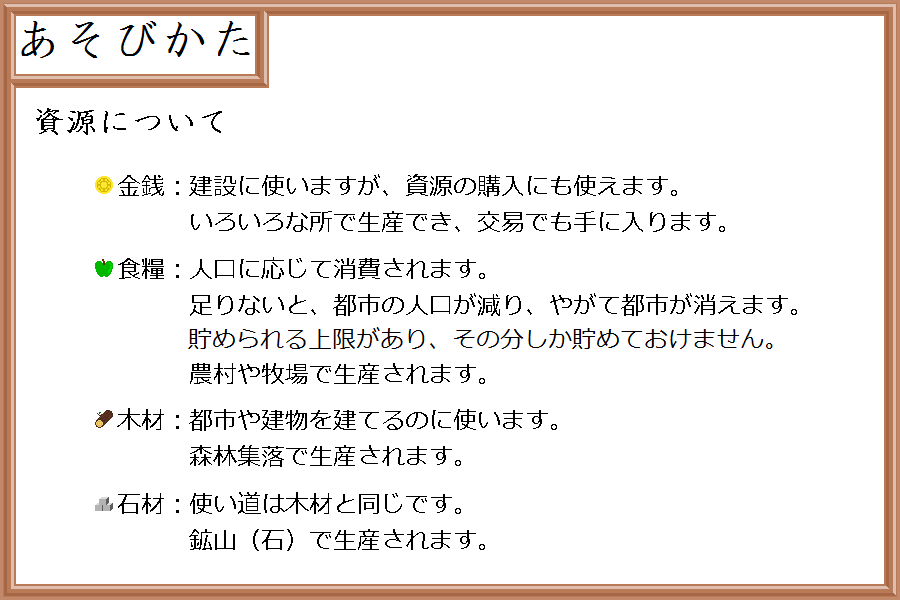 あそびかた
資源について
金銭：建設に使いますが、資源の購入にも使えます。
いろいろな所で生産でき、交易でも手に入ります。
食糧：人口に応じて消費されます。
足りないと、都市の人口が減り、やがて都市が消えます。
貯められる上限があり、その分しか貯めておけません。
農村や牧場で生産されます。
木材：都市や建物を建てるのに使います。
森林集落で生産されます。
石材：使い道は木材と同じです。
鉱山（石）で生産されます。